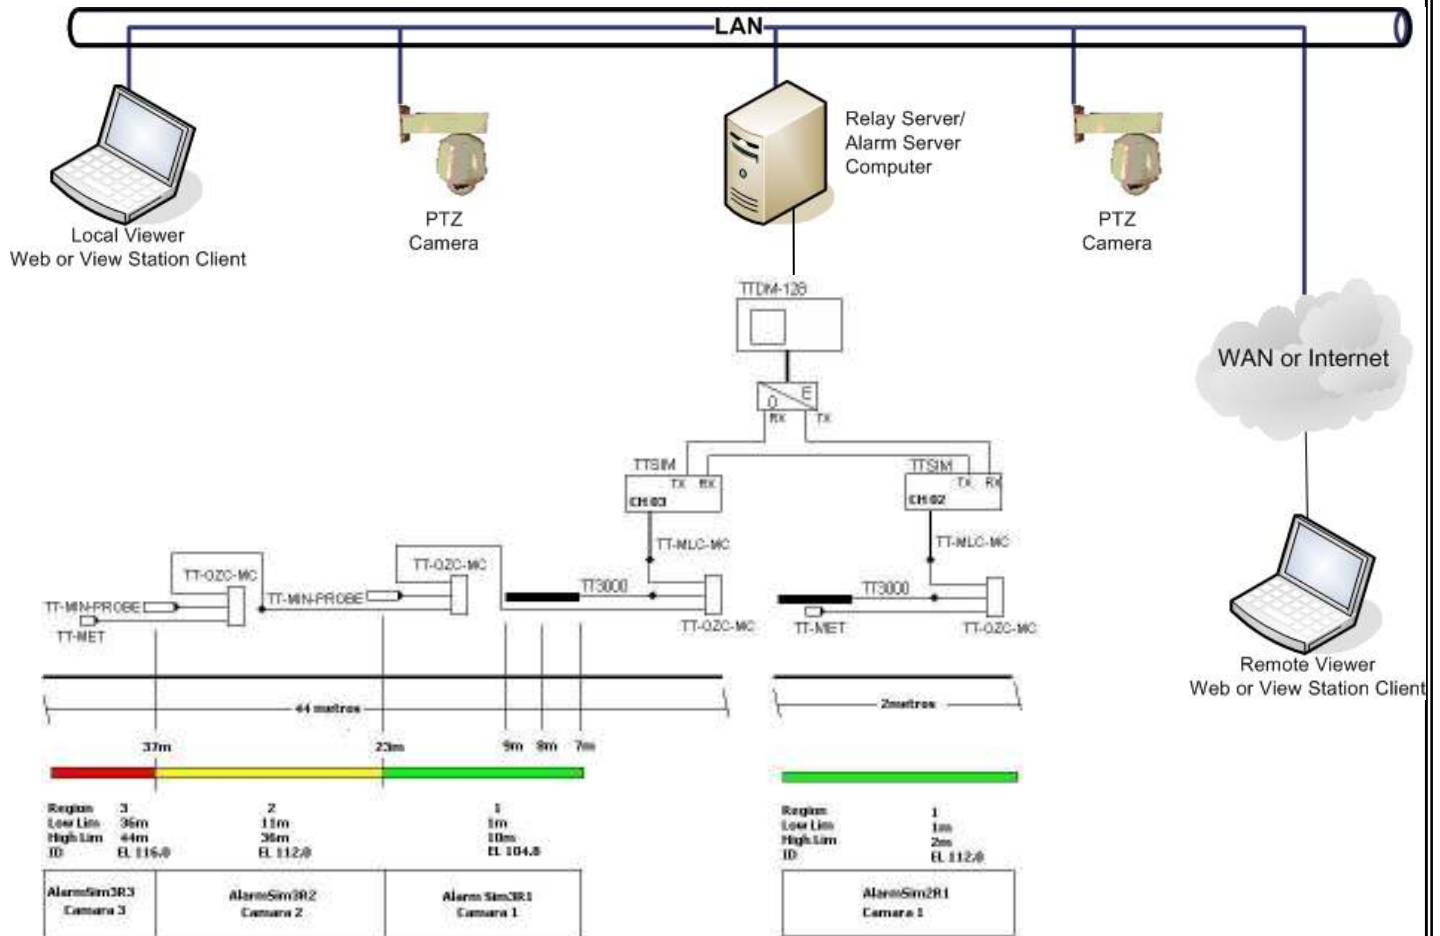 LAN
Relay Server/
Alarm Server
Computer
PTZ
Camera
PTZ
Camera
Local Viewer
Web or View Station Client
TTDM-128
WAN or Internet
O
E
RX
TX
TTSIM
TX RX
CH 03
TTSIM
TX RX
CH 02
TT-MLC-MC
TT-MLC-MC
TT-OZC-MC
TT-OZC-MC
TT-MIN-PROBE
TT-MIN-PROBE
TT3000
TT3000
TT-MET
TT-OZC-MC
TT-MET
TT-OZC-MC
Remote Viewer
Web or View Station Client
44 metros
2metros
37m
23m
9m
8m
7m
Region 3 2 1
Low Lim 36m 11m 1m
High Lim 44m 36m 10m
ID EL 116.0 EL 112.0 EL 104.8
Region 1
Low Lim 1m
High Lim 2m
ID EL 112.0
AlarmSim3R3
Camara 3
AlarmSim3R2
Camara 2
Alarm Sim3R1
Camara 1
AlarmSim2R1
Camara 1